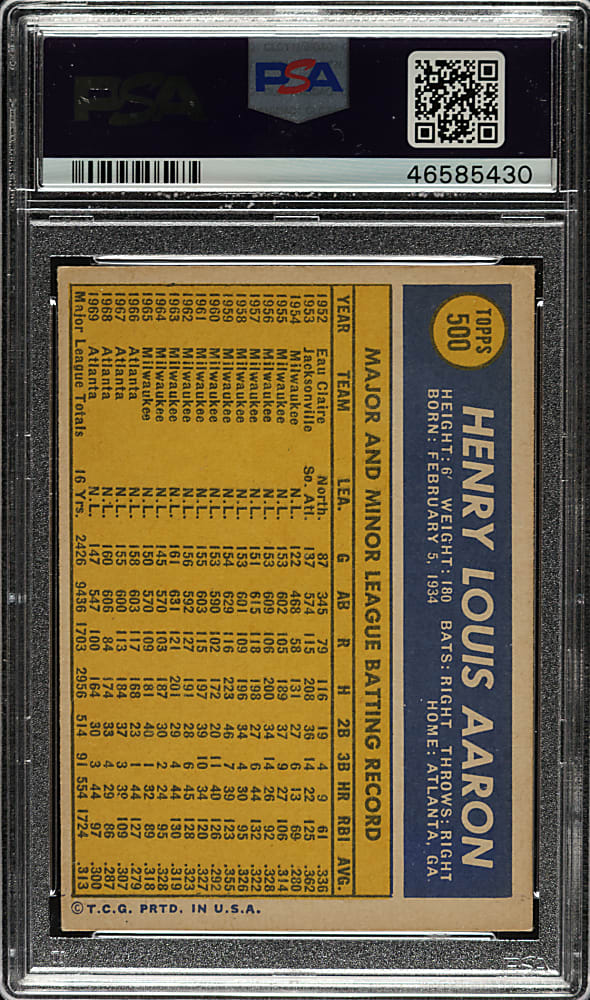 PSA
PSA
46585430
TOPPS
500
HENRY LOUIS AARON
HEIGHT: 6' WEIGHT: 180 BATS: RIGHT THROWS: RIGHT
BORN: FEBRUARY 5, 1934 HOME: ATLANTA, GA.
MAJOR AND MINOR LEAGUE BATTING RECORD
YEAR TEAM LEA. G AB R H 2B 3B HR RBI AVG.
1952 Eau Claire North. 87 345 79 116 19 4 9 61 .336
1953 Jacksonville So. Atl. 137 574 115 208 36 14 22 125 .362
1954 Milwaukee N.L. 122 468 58 131 27 6 13 69 .280
1955 Milwaukee N.L. 153 602 105 189 37 9 27 106 .314
1956 Milwaukee N.L. 153 609 106 200 34 14 26 92 .328
1957 Milwaukee N.L. 151 615 118 198 27 6 44 132 .322
1958 Milwaukee N.L. 153 601 109 196 34 4 30 95 .326
1959 Milwaukee N.L. 154 629 116 223 46 7 39 123 .355
1960 Milwaukee N.L. 153 590 102 172 20 11 40 126 .292
1961 Milwaukee N.L. 155 603 115 197 39 10 34 120 .327
1962 Milwaukee N.L. 156 592 127 191 28 6 45 128 .323
1963 Milwaukee N.L. 161 631 121 201 29 4 44 130 .319
1964 Milwaukee N.L. 145 570 103 187 30 2 24 95 .328
1965 Milwaukee N.L. 150 570 109 181 40 1 32 89 .318
1966 Atlanta N.L. 158 603 117 168 23 1 44 127 .279
1967 Atlanta N.L. 155 600 113 184 37 3 39 109 .307
1968 Atlanta N.L. 160 606 84 174 33 4 29 86 .287
1969 Atlanta N.L. 147 547 100 164 30 3 44 97 .300
Major League Totals 16 Yrs. 2426 9436 1703 2956 514 91 554 1724 .313
©T.C.G. PRTD. IN U.S.A.
PSA